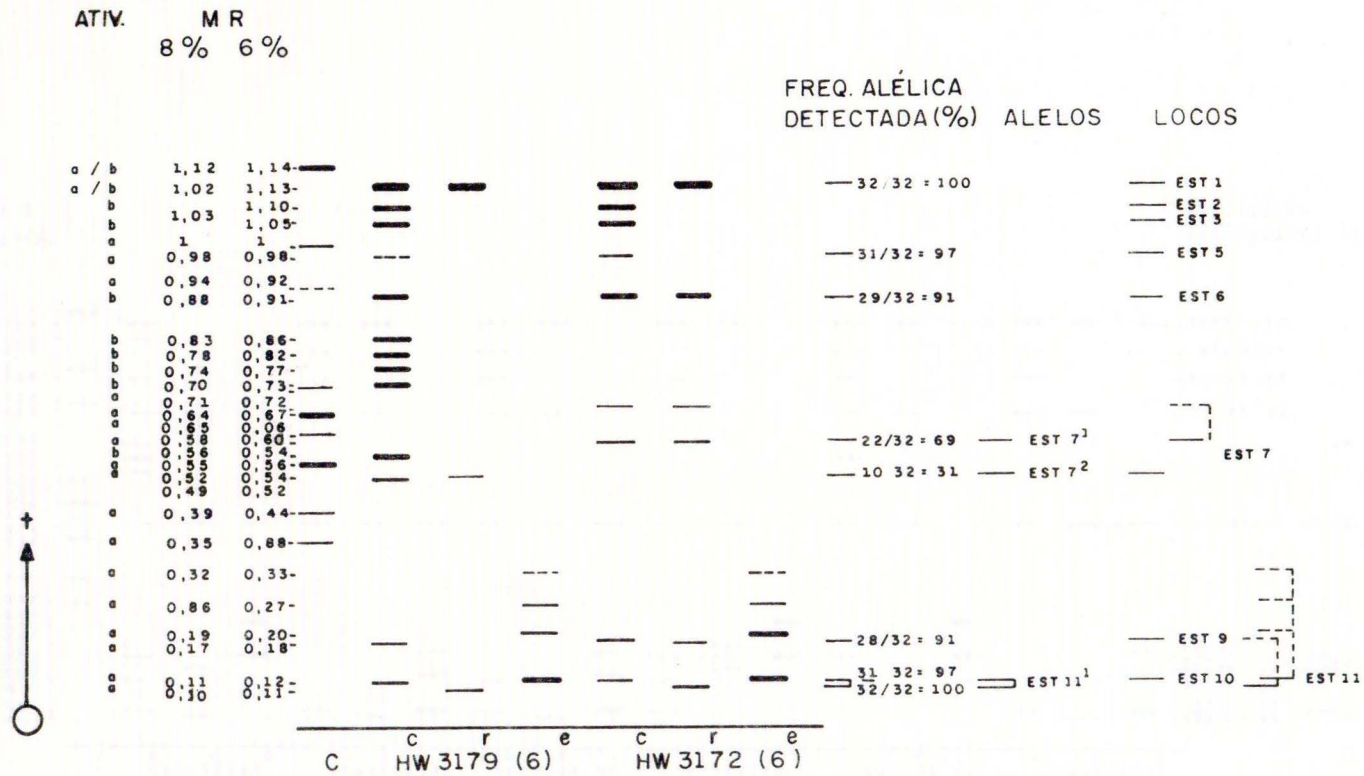 ATIV. M R
8 % 6 %
FREQ. ALÉLICA
DETECTADA (%) ALELOS LOCOS
a / b 1,12 1,14-
a / b 1,02 1,13- 32/32 = 100 EST 1
b 1,10- EST 2
1,03
b 1,05- EST 3
a 1 1
a 0,98 0,98- 31/32 = 97 EST 5
a 0,94 0,92
b 0,88 0,91- 29/32 = 91 EST 6
b 0,83 0,86-
b 0,78 0,82-
b 0,74 0,77-
b 0,70 0,73-
a 0,71 0,72
a 0,64 0,67
a 0,65 0,06
a 0,58 0,60- 22/32 = 69 EST 7¹
b 0,56 0,54- EST 7
a 0,55 0,56
a 0,52 0,54- 10 32 = 31 EST 7²
0,49 0,52-
a 0,39 0,44-
a 0,35 0,88-
a 0,32 0,33-
a 0,86 0,27-
a 0,19 0,20- 28/32 = 91 EST 9
a 0,17 0,18-
a 0,11 0,12- 31 32 = 97 EST 11¹ EST 10 EST 11
a 0,10 0,11- 32/32 = 100
+
c r e c r e
C HW 3179 (6) HW 3172 (6)